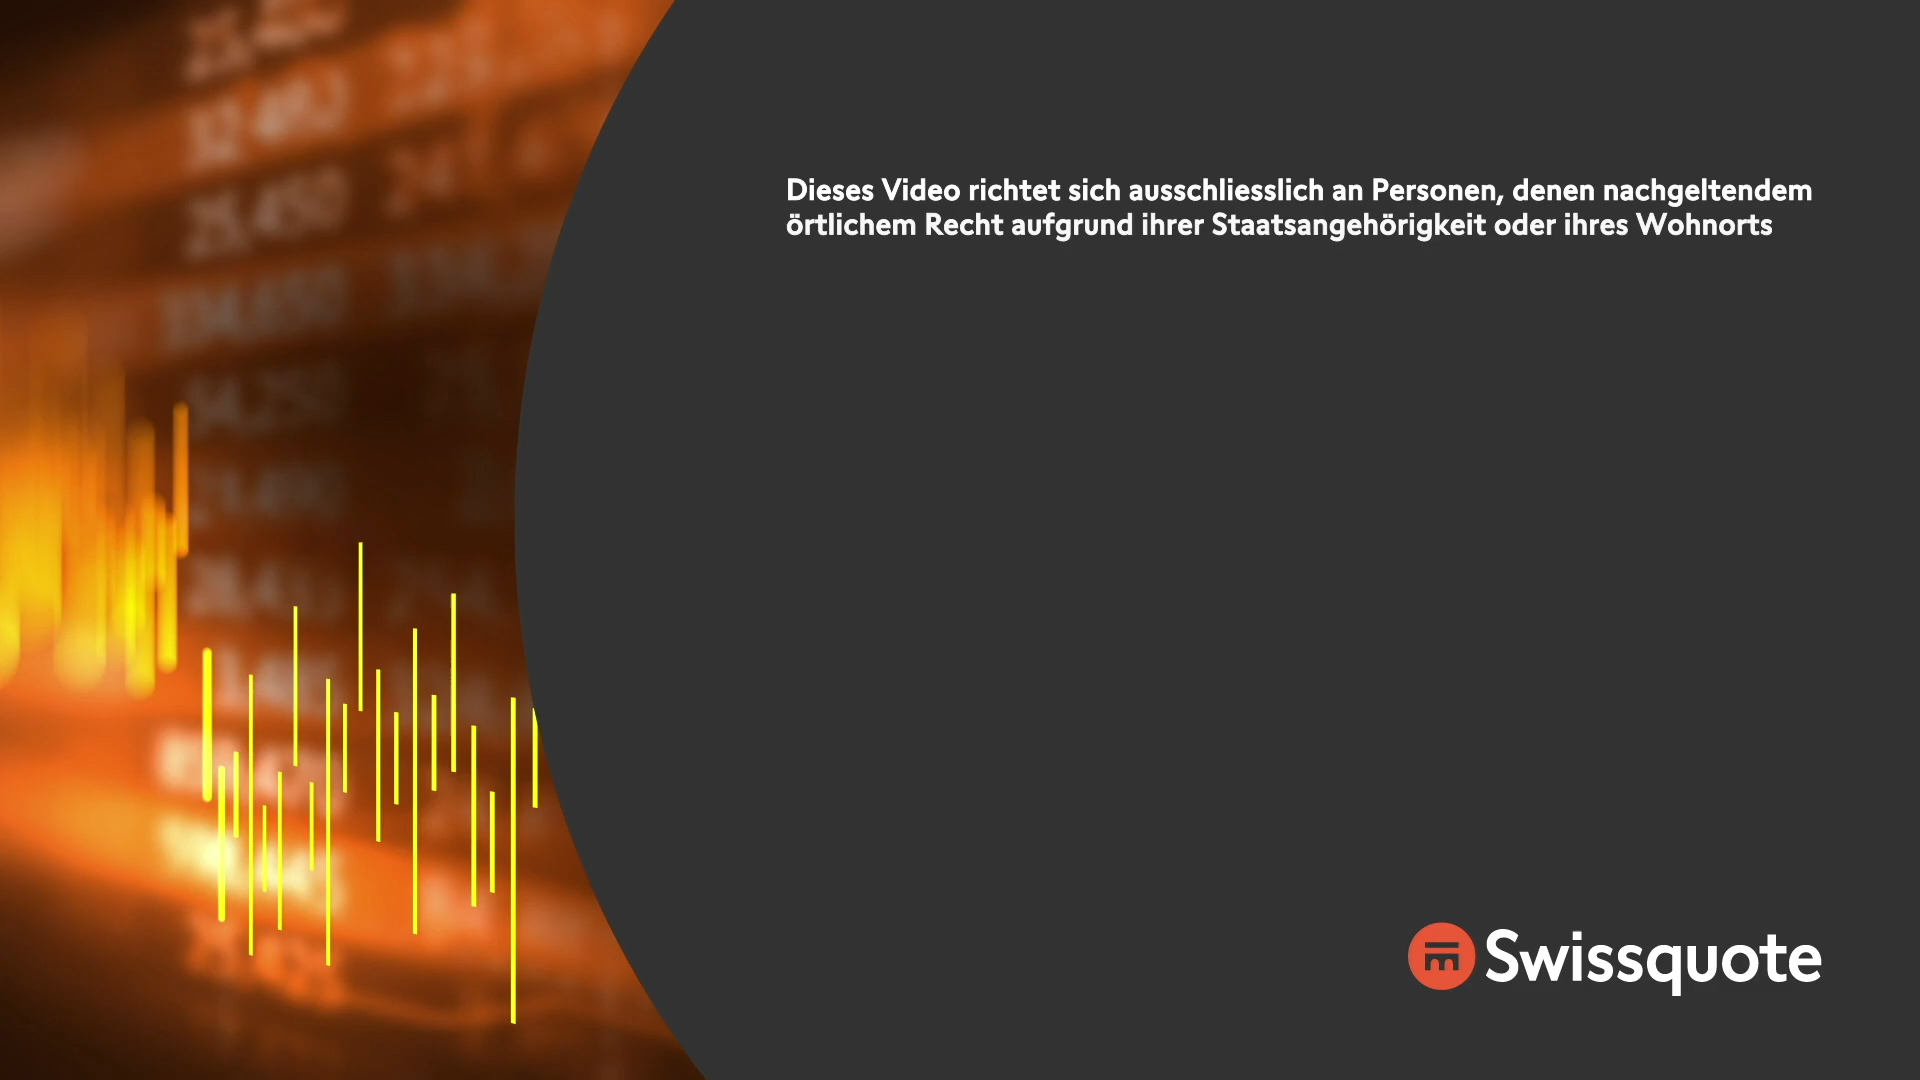 Dieses Video richtet sich ausschliesslich an Personen, denen nachgeltendem
örtlichem Recht aufgrund ihrer Staatsangehörigkeit oder ihres Wohnorts
Swissquote